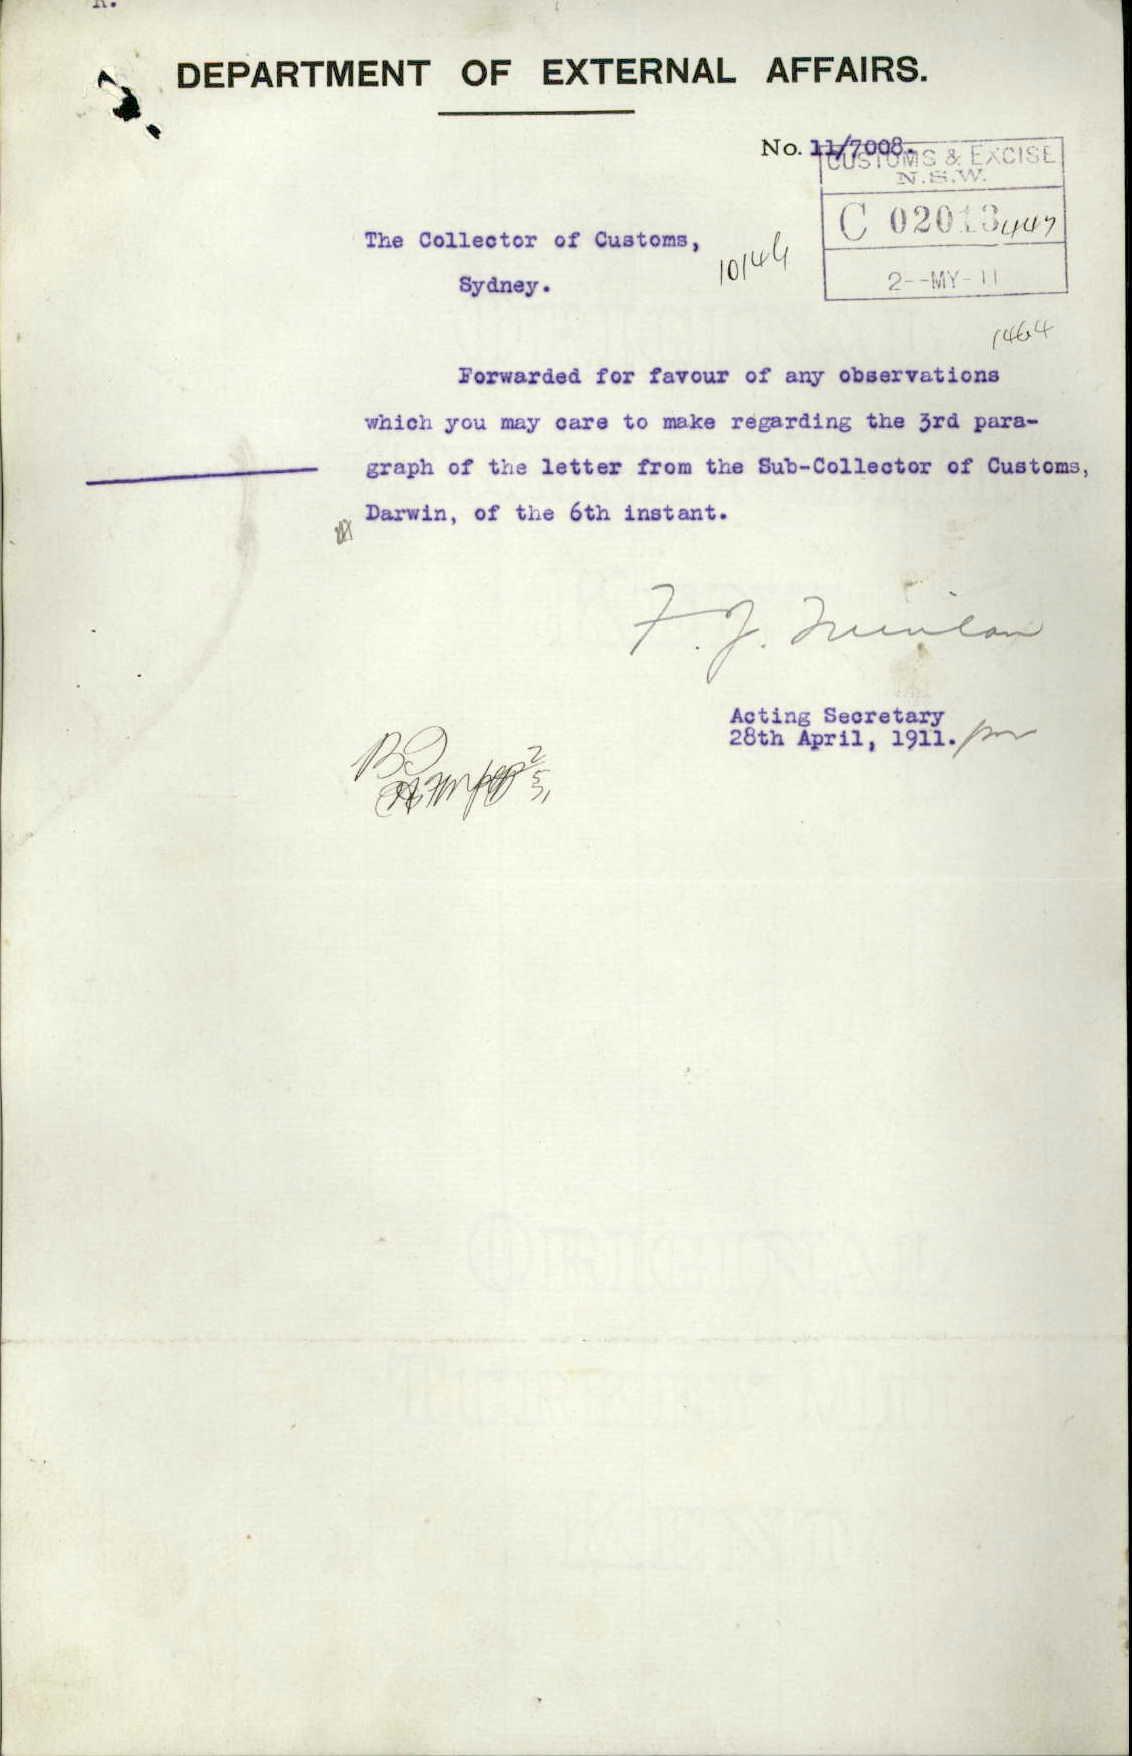 DEPARTMENT OF EXTERNAL AFFAIRS.
No. 11/7008.
CUSTOMS & EXCISE
N.S.W.
C 02013
2--MY-11
The Collector of Customs,
10144
Sydney.
1464
Forwarded for favour of any observations
which you may care to make regarding the 3rd para-
graph of the letter from the Sub-Collector of Customs,
Darwin, of the 6th instant.
F. J. Quinlan
Acting Secretary
28th April, 1911.